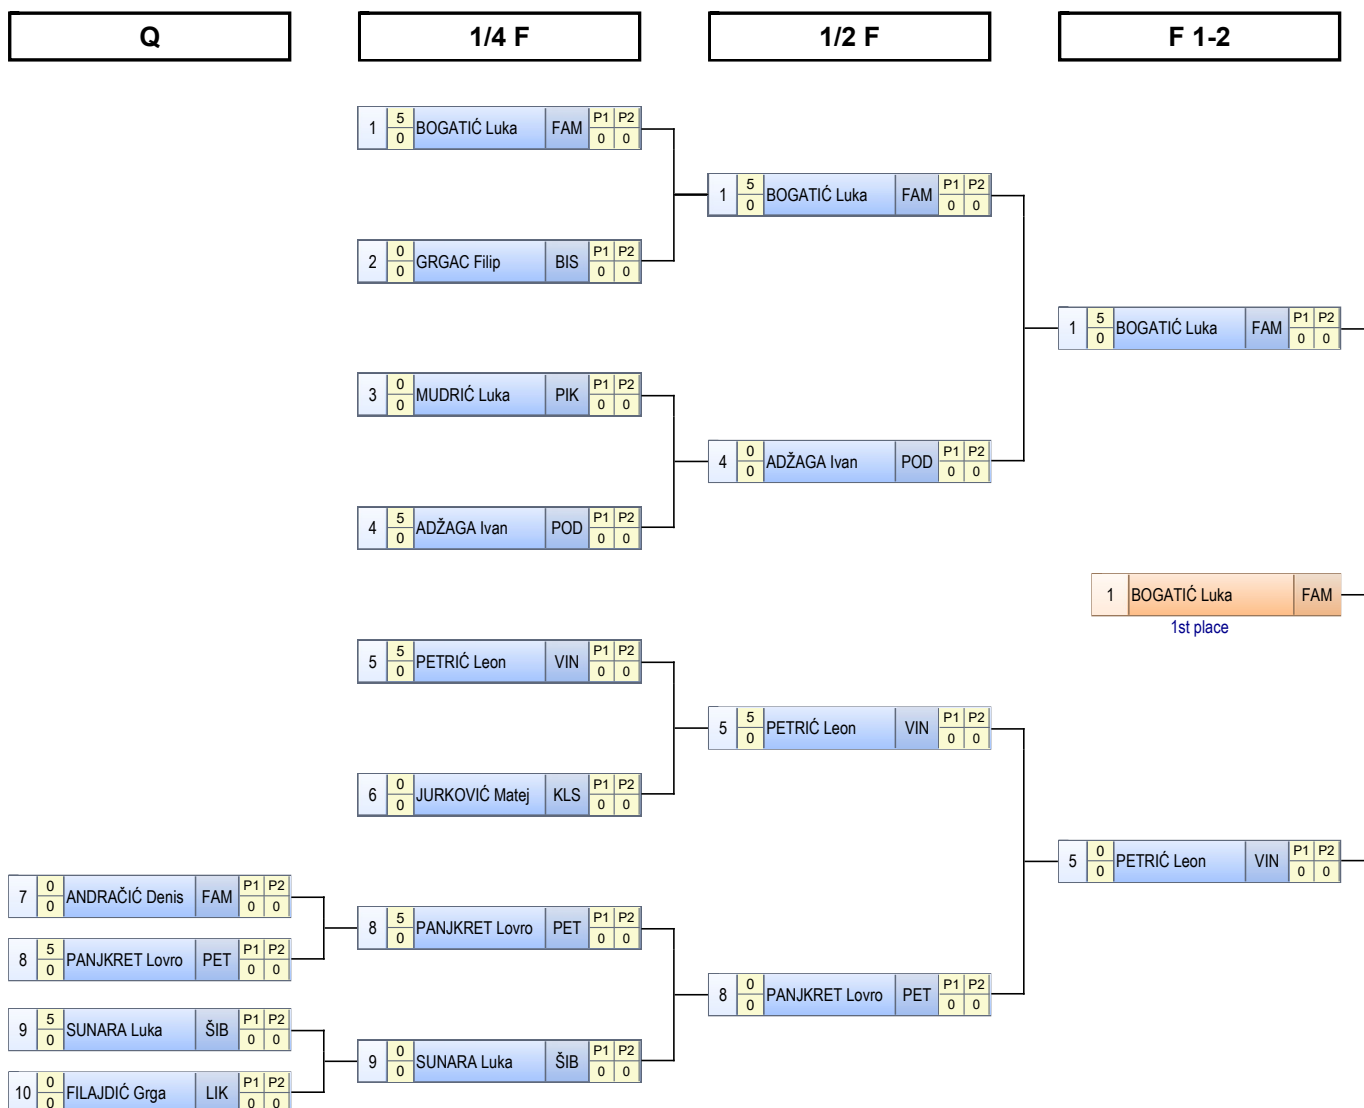 Q 1/4 F 1/2 F F 1-2
1 5 0 BOGATIĆ Luka FAM P1 P2 0 0
2 0 0 GRGAC Filip BIS P1 P2 0 0
3 0 0 MUDRIĆ Luka PIK P1 P2 0 0
4 5 0 ADŽAGA Ivan POD P1 P2 0 0
5 5 0 PETRIĆ Leon VIN P1 P2 0 0
6 0 0 JURKOVIĆ Matej KLS P1 P2 0 0
7 0 0 ANDRAČIĆ Denis FAM P1 P2 0 0
8 5 0 PANJKRET Lovro PET P1 P2 0 0
9 5 0 SUNARA Luka ŠIB P1 P2 0 0
10 0 0 FILAJDIĆ Grga LIK P1 P2 0 0
8 5 0 PANJKRET Lovro PET P1 P2 0 0
9 0 0 SUNARA Luka ŠIB P1 P2 0 0
1 5 0 BOGATIĆ Luka FAM P1 P2 0 0
4 0 0 ADŽAGA Ivan POD P1 P2 0 0
5 5 0 PETRIĆ Leon VIN P1 P2 0 0
8 0 0 PANJKRET Lovro PET P1 P2 0 0
1 5 0 BOGATIĆ Luka FAM P1 P2 0 0
1 BOGATIĆ Luka FAM
1st place
5 0 0 PETRIĆ Leon VIN P1 P2 0 0